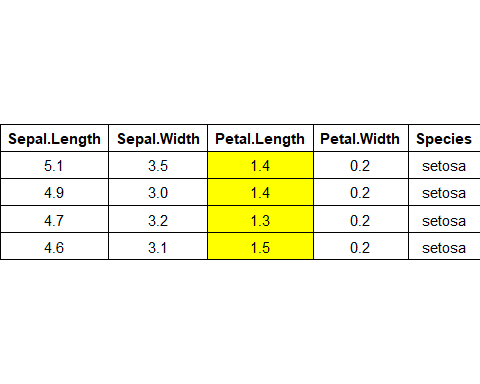 Sepal.Length Sepal.Width Petal.Length Petal.Width Species
5.1 3.5 1.4 0.2 setosa
4.9 3.0 1.4 0.2 setosa
4.7 3.2 1.3 0.2 setosa
4.6 3.1 1.5 0.2 setosa